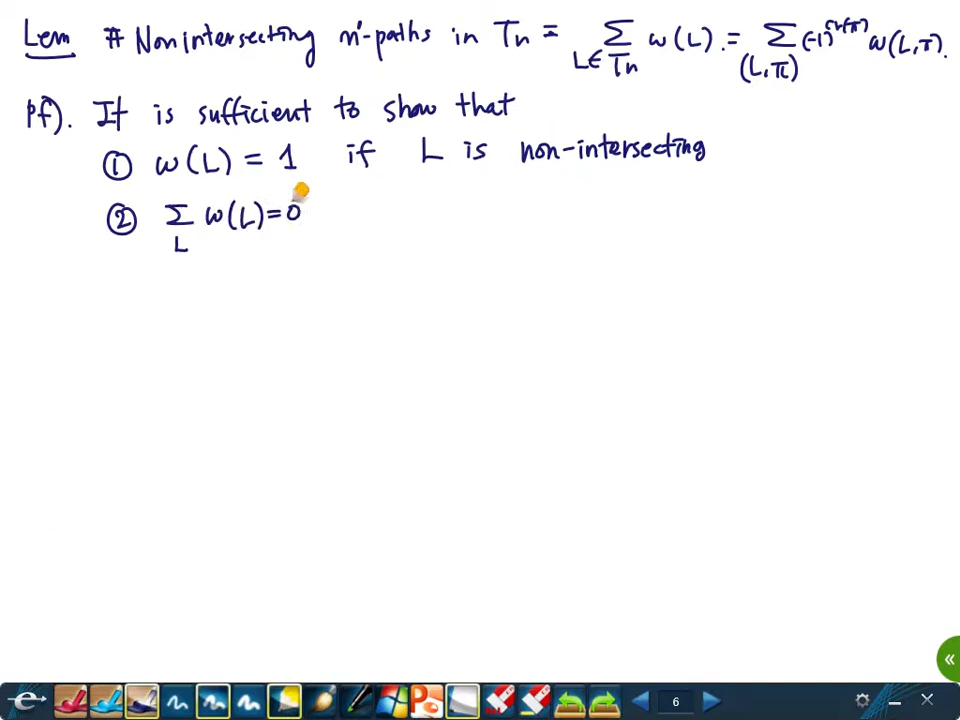 Lem # Nonintersecting n-paths in Tn = Σ_{L∈Tn} w(L). = Σ_{(L,π)} (-1)^{r(π)} w(L,π).
Pf). It is sufficient to show that
① w(L) = 1 if L is non-intersecting
② Σ_L w(L)=0
6